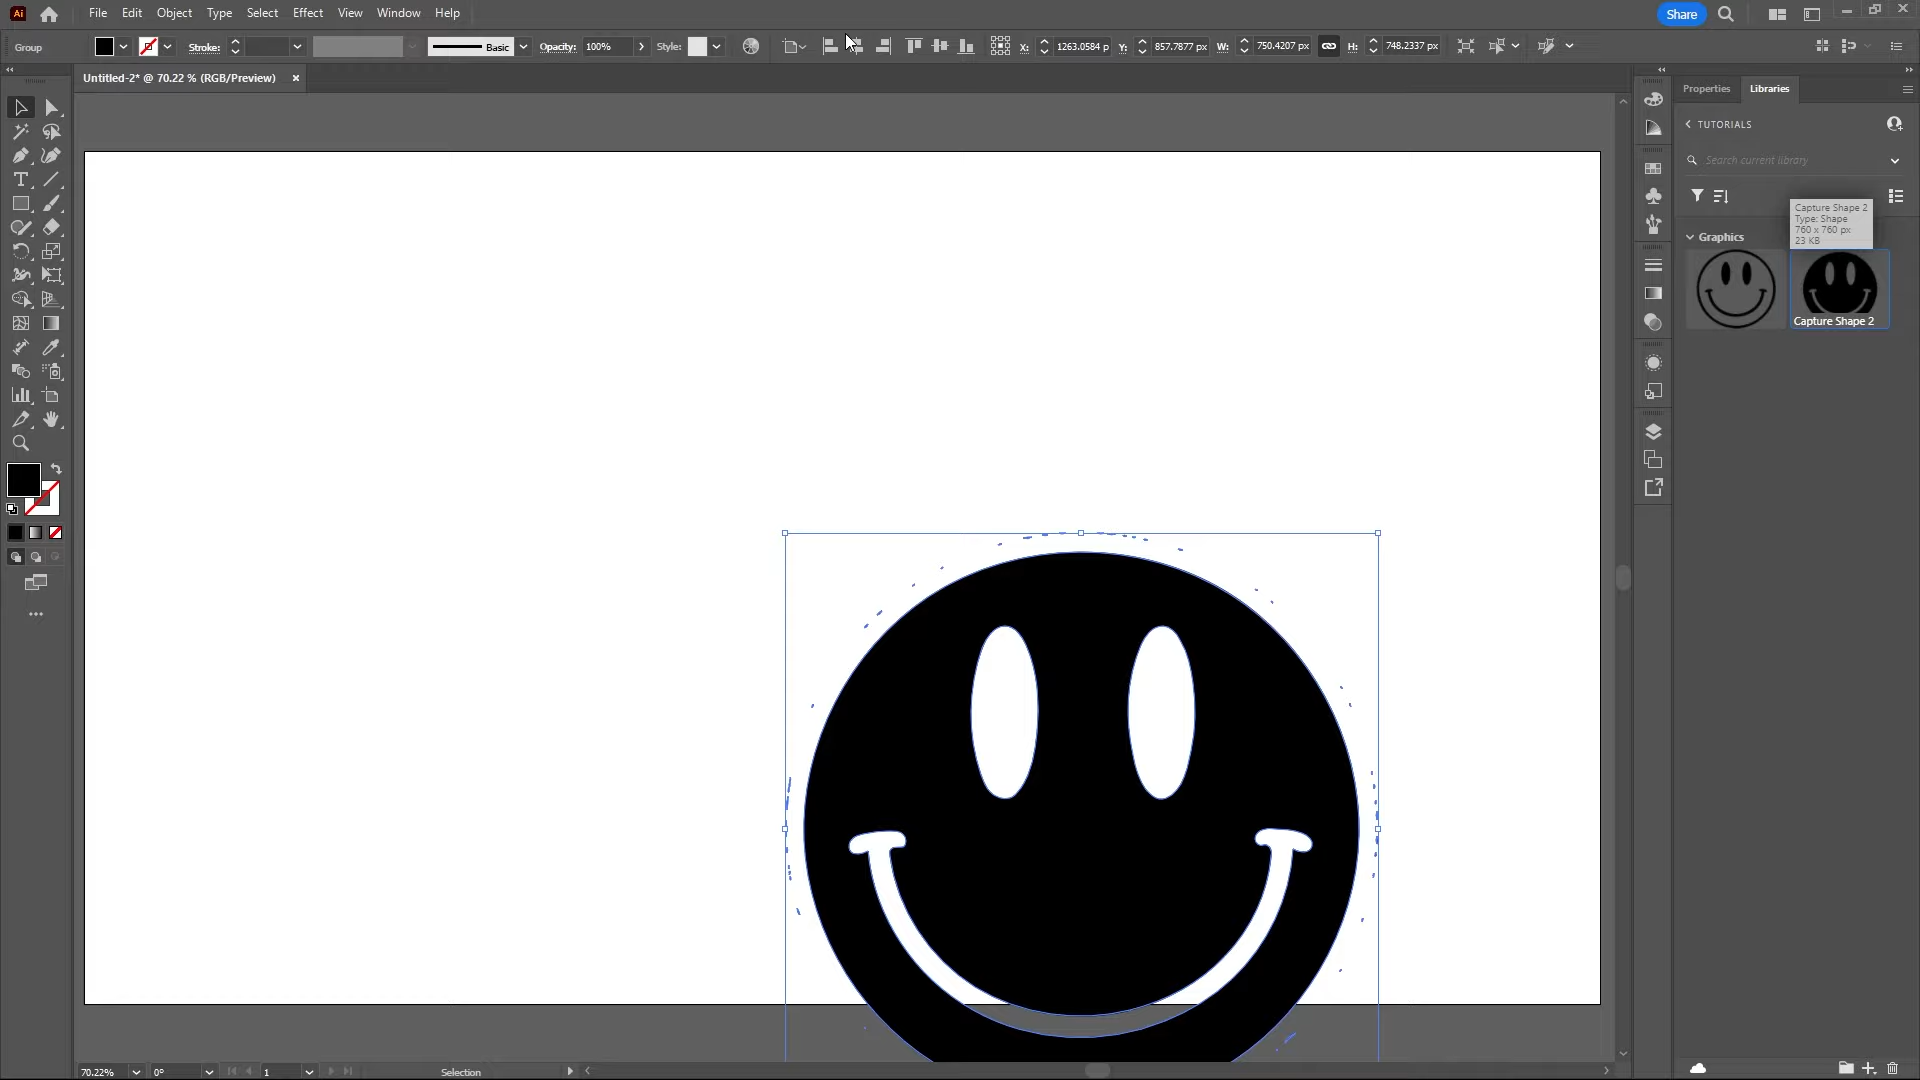 Ai File Edit Object Type Select Effect View Window Help Share
Group Stroke: Basic Opacity: 100% Style: X: 1263.0584 p Y: 857.7877 px W: 750.4207 px H: 748.2337 px
Untitled-2* @ 70.22 % (RGB/Preview) ×
Properties Libraries
TUTORIALS
Search current library
Capture Shape 2
Type: Shape
760 x 760 px
23 KB
Graphics
Capture Shape 2
70.22% 0° 1 Selection